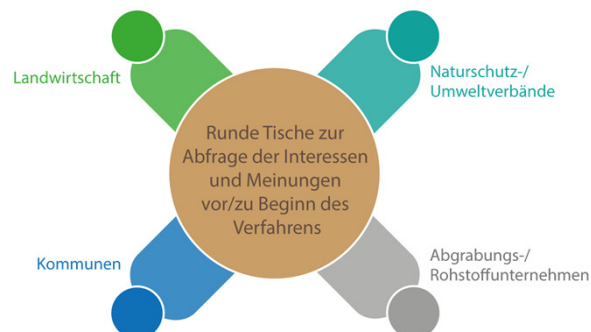 Landwirtschaft
Naturschutz-/
Umweltverbände
Runde Tische zur
Abfrage der Interessen
und Meinungen
vor/zu Beginn des
Verfahrens
Kommunen
Abgrabungs-/
Rohstoffunternehmen